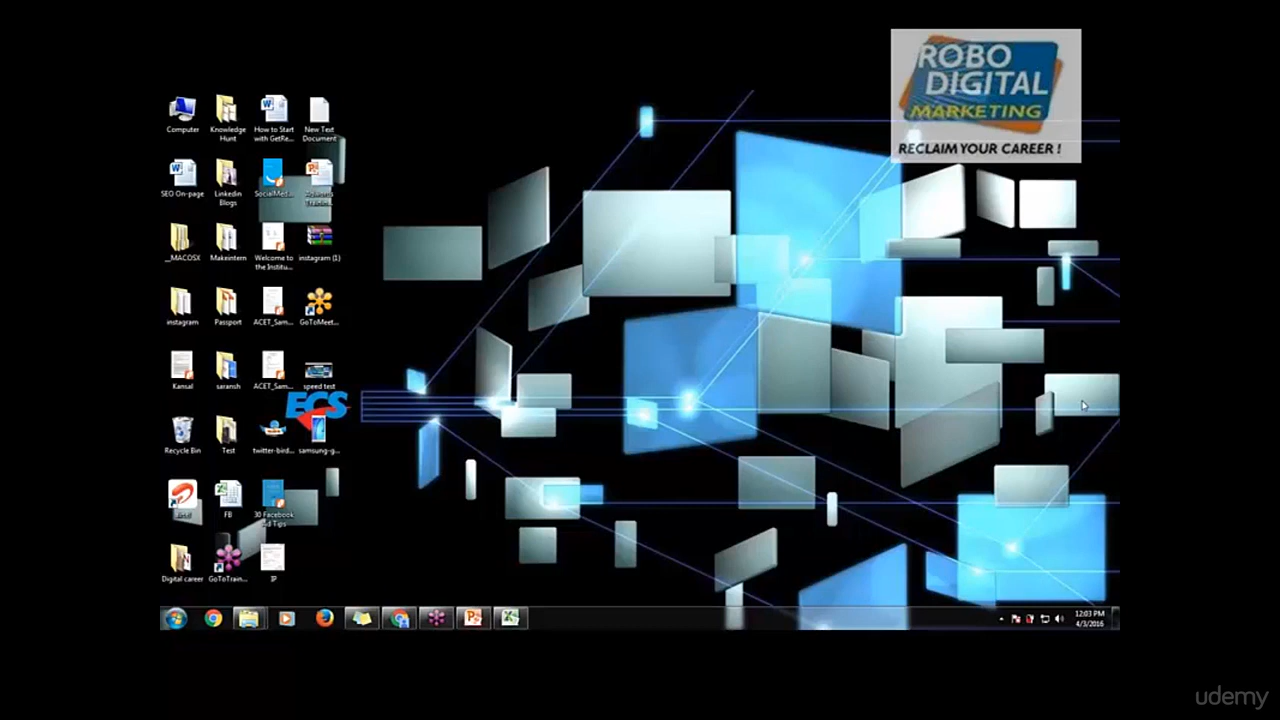 ROBO
DIGITAL
MARKETING
RECLAIM YOUR CAREER !
Computer
Knowledge
Hunt
How to Start
with GetRe...
New Text
Document
SEO On-page
Linkedin
Blogs
SocialMed...
__MACOSX
Makeintern
Welcome to
the Institu...
instagram (1)
instagram
Passport
ACET_Sam...
GoToMeet...
Kansal
saransh
ACET_Sam...
speed test
ECS
Recycle Bin
Test
twitter-bird...
samsung-g...
FB
30 Facebook
Ad Tips
Digital career
GoToTrain...
IP
12:03 PM
4/3/2016
udemy